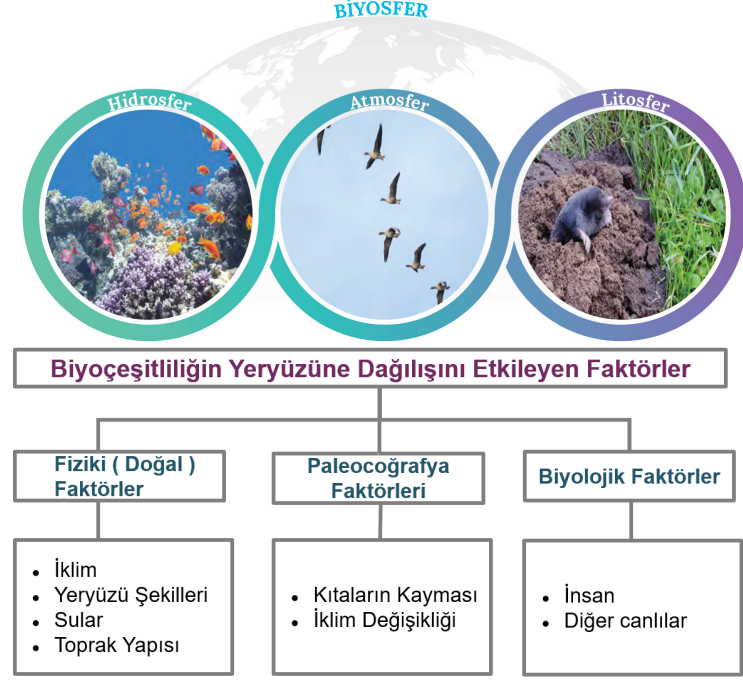 BİYOSFER
Hidrosfer
Atmosfer
Litosfer
Biyoçeşitliliğin Yeryüzüne Dağılışını Etkileyen Faktörler
Fiziki ( Doğal )
Faktörler
Paleocoğrafya
Faktörleri
Biyolojik Faktörler
• İklim
• Yeryüzü Şekilleri
• Sular
• Toprak Yapısı
• Kıtaların Kayması
• İklim Değişikliği
• İnsan
• Diğer canlılar